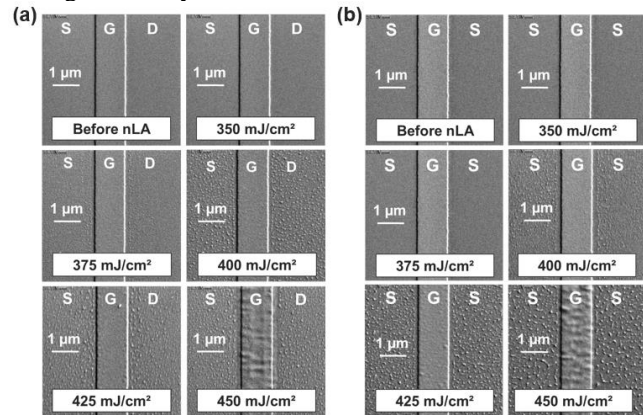 (a)
S G D
1 μm
Before nLA
S G D
1 μm
350 mJ/cm²
S G D
1 μm
375 mJ/cm²
S G D
1 μm
400 mJ/cm²
S G D
1 μm
425 mJ/cm²
S G D
1 μm
450 mJ/cm²
(b)
S G S
1 μm
Before nLA
S G S
1 μm
350 mJ/cm²
S G S
1 μm
375 mJ/cm²
S G S
1 μm
400 mJ/cm²
S G S
1 μm
425 mJ/cm²
S G S
1 μm
450 mJ/cm²